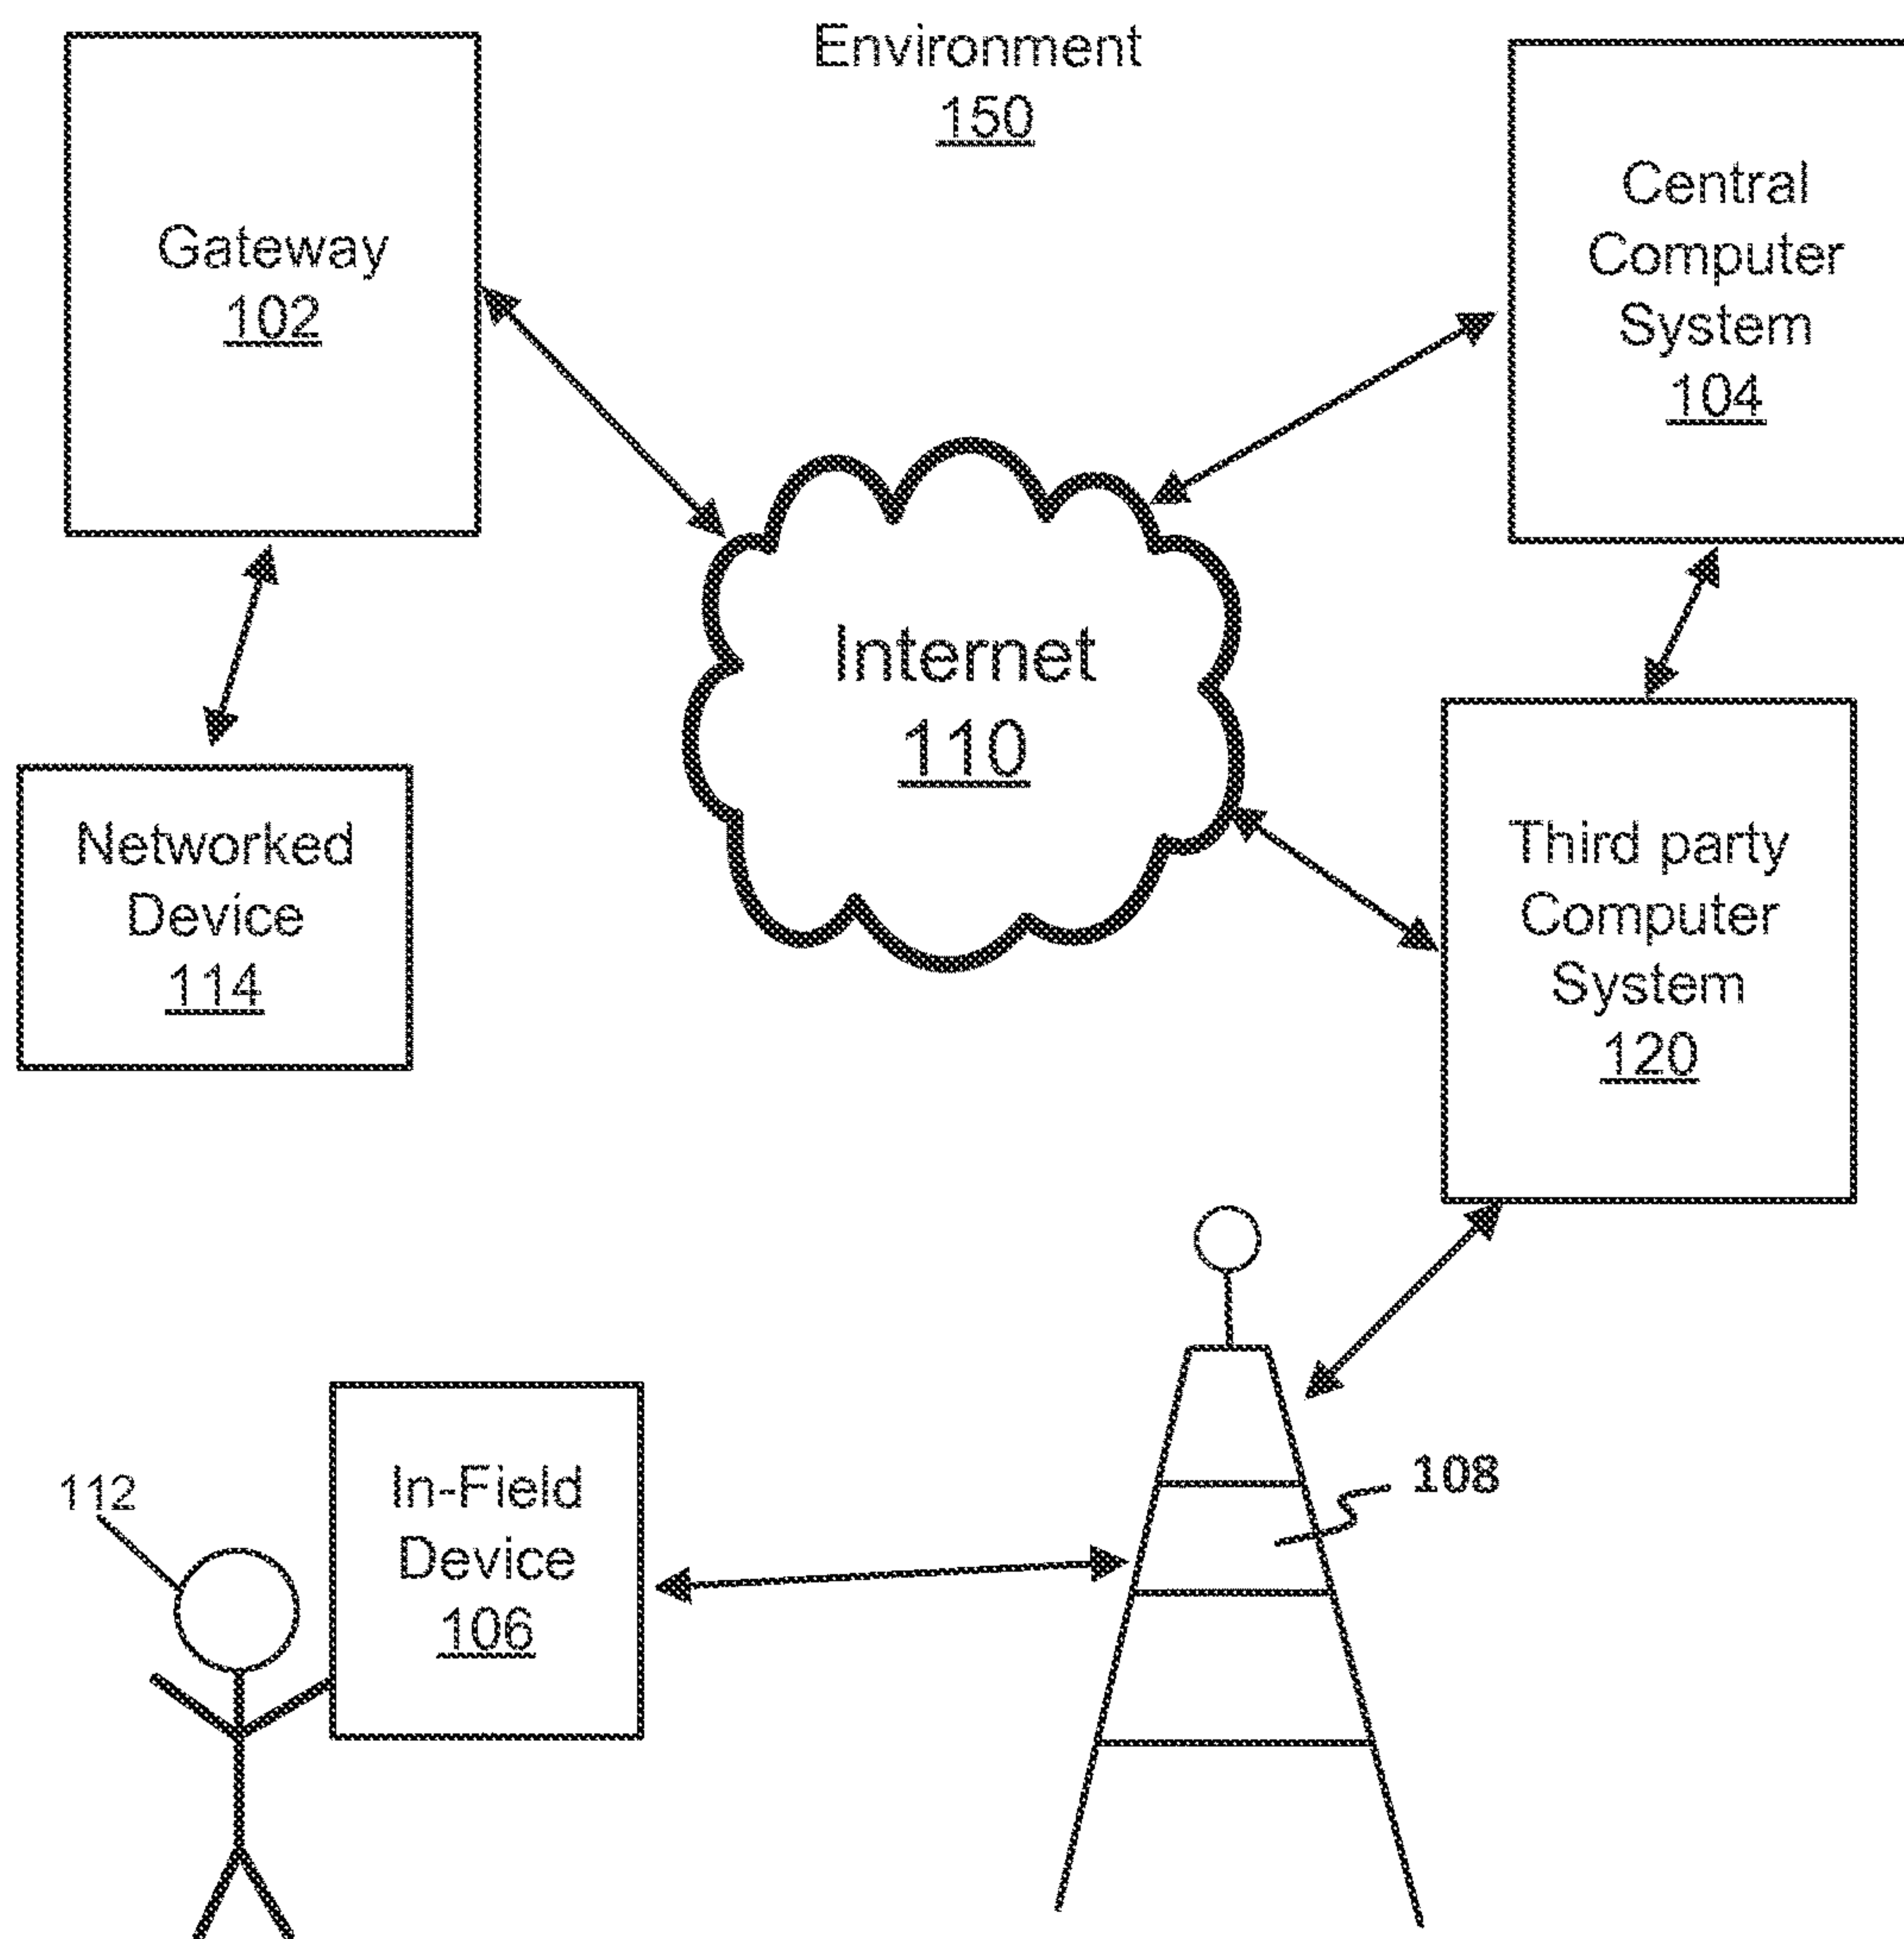 Environment
150
Gateway
102
Central
Computer
System
104
Internet
110
Networked
Device
114
Third party
Computer
System
120
108
112
In-Field
Device
106